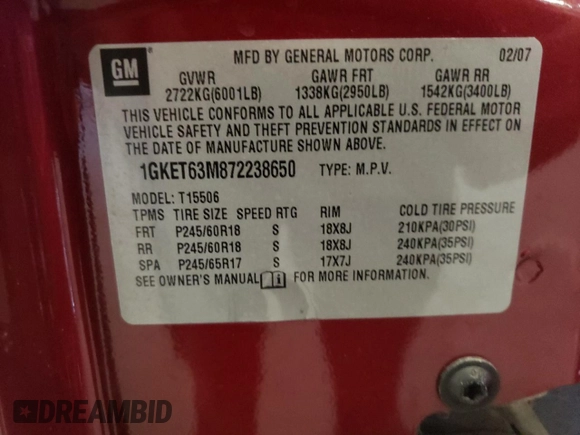 GM
MFD BY GENERAL MOTORS CORP. 02/07
GVWR GAWR FRT GAWR RR
2722KG(6001LB) 1338KG(2950LB) 1542KG(3400LB)
THIS VEHICLE CONFORMS TO ALL APPLICABLE U.S. FEDERAL MOTOR
VEHICLE SAFETY AND THEFT PREVENTION STANDARDS IN EFFECT ON
THE DATE OF MANUFACTURE SHOWN ABOVE.
1GKET63M872238650 TYPE: M.P.V.
MODEL: T15506
TPMS TIRE SIZE SPEED RTG RIM COLD TIRE PRESSURE
FRT P245/60R18 S 18X8J 210KPA(30PSI)
RR P245/60R18 S 18X8J 240KPA(35PSI)
SPA P245/65R17 S 17X7J 240KPA(35PSI)
SEE OWNER'S MANUAL FOR MORE INFORMATION.
DREAMBID